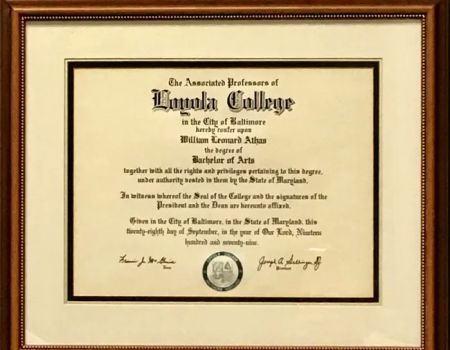 The Associated Professors of
Loyola College
in the City of Baltimore
hereby confer upon
William Leonard Athas
the degree of
Bachelor of Arts
together with all the rights and privileges pertaining to this degree,
under authority vested in them by the State of Maryland.
In witness whereof the Seal of the College and the signatures of the
President and the Dean are hereunto affixed.
Given in the City of Baltimore, in the State of Maryland, this
twenty-eighth day of September, in the year of Our Lord, Nineteen
hundred and seventy-nine.
Joseph A. Sellinger SJ
Dean
President